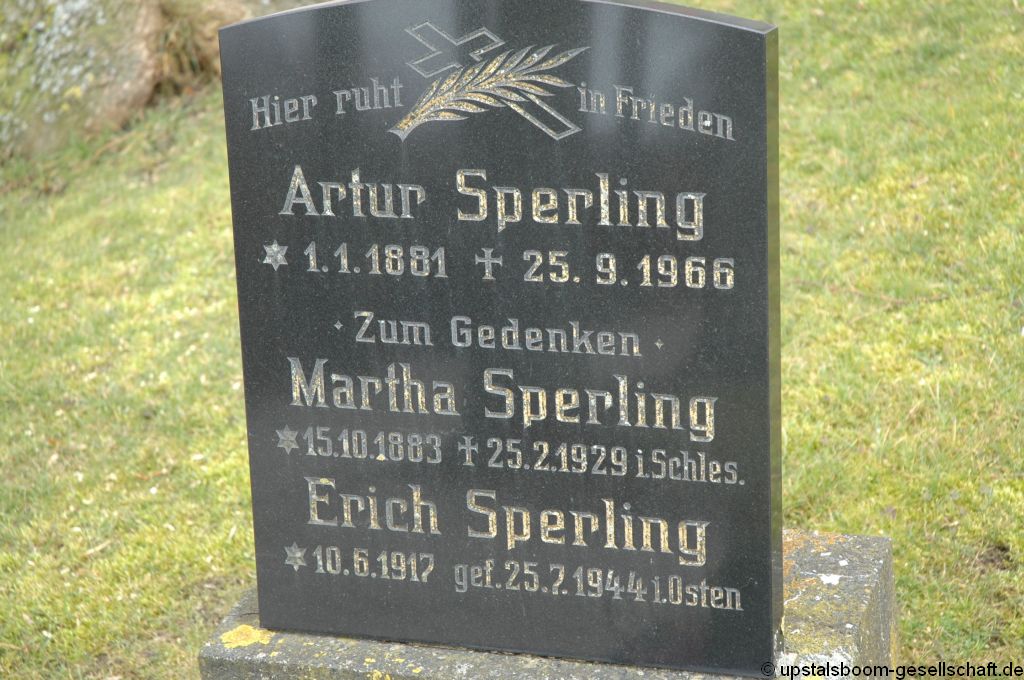 Hier ruht in Frieden
Artur Sperling
1.1.1881 25.9.1966
Zum Gedenken
Martha Sperling
15.10.1883 25.2.1929 i.Schles.
Erich Sperling
10.6.1917 gef.25.7.1944 i.Osten
© upstalsboom-gesellschaft.de